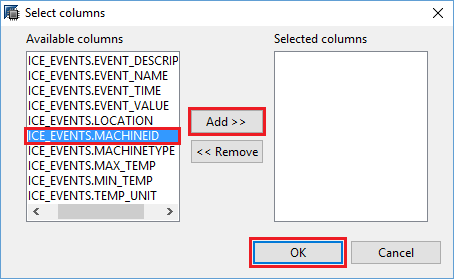 Select columns
Available columns
Selected columns
ICE_EVENTS.EVENT_DESCRIP
ICE_EVENTS.EVENT_NAME
ICE_EVENTS.EVENT_TIME
ICE_EVENTS.EVENT_VALUE
ICE_EVENTS.LOCATION
ICE_EVENTS.MACHINEID
ICE_EVENTS.MACHINETYPE
ICE_EVENTS.MAX_TEMP
ICE_EVENTS.MIN_TEMP
ICE_EVENTS.TEMP_UNIT
Add >>
<< Remove
OK
Cancel